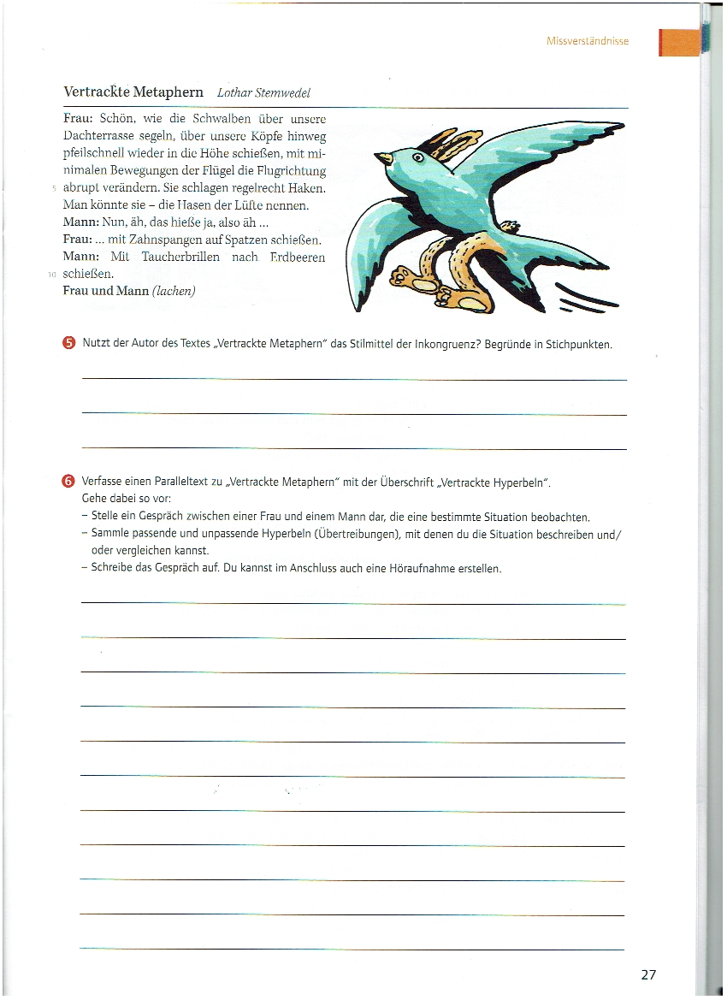 Missverständnisse
Vertrackte Metaphern Lothar Stemwedel
Frau: Schön, wie die Schwalben über unsere
Dachterrasse segeln, über unsere Köpfe hinweg
pfeilschnell wieder in die Höhe schießen, mit mi-
nimalen Bewegungen der Flügel die Flugrichtung
5 abrupt verändern. Sie schlagen regelrecht Haken.
Man könnte sie – die Hasen der Lüfte nennen.
Mann: Nun, äh, das hieße ja, also äh ...
Frau: ... mit Zahnspangen auf Spatzen schießen.
Mann: Mit Taucherbrillen nach Erdbeeren
10 schießen.
Frau und Mann (lachen)
5 Nutzt der Autor des Textes „Vertrackte Metaphern“ das Stilmittel der Inkongruenz? Begründe in Stichpunkten.
6 Verfasse einen Paralleltext zu „Vertrackte Metaphern“ mit der Überschrift „Vertrackte Hyperbeln“.
Gehe dabei so vor:
– Stelle ein Gespräch zwischen einer Frau und einem Mann dar, die eine bestimmte Situation beobachten.
– Sammle passende und unpassende Hyperbeln (Übertreibungen), mit denen du die Situation beschreiben und/
oder vergleichen kannst.
– Schreibe das Gespräch auf. Du kannst im Anschluss auch eine Höraufnahme erstellen.
27